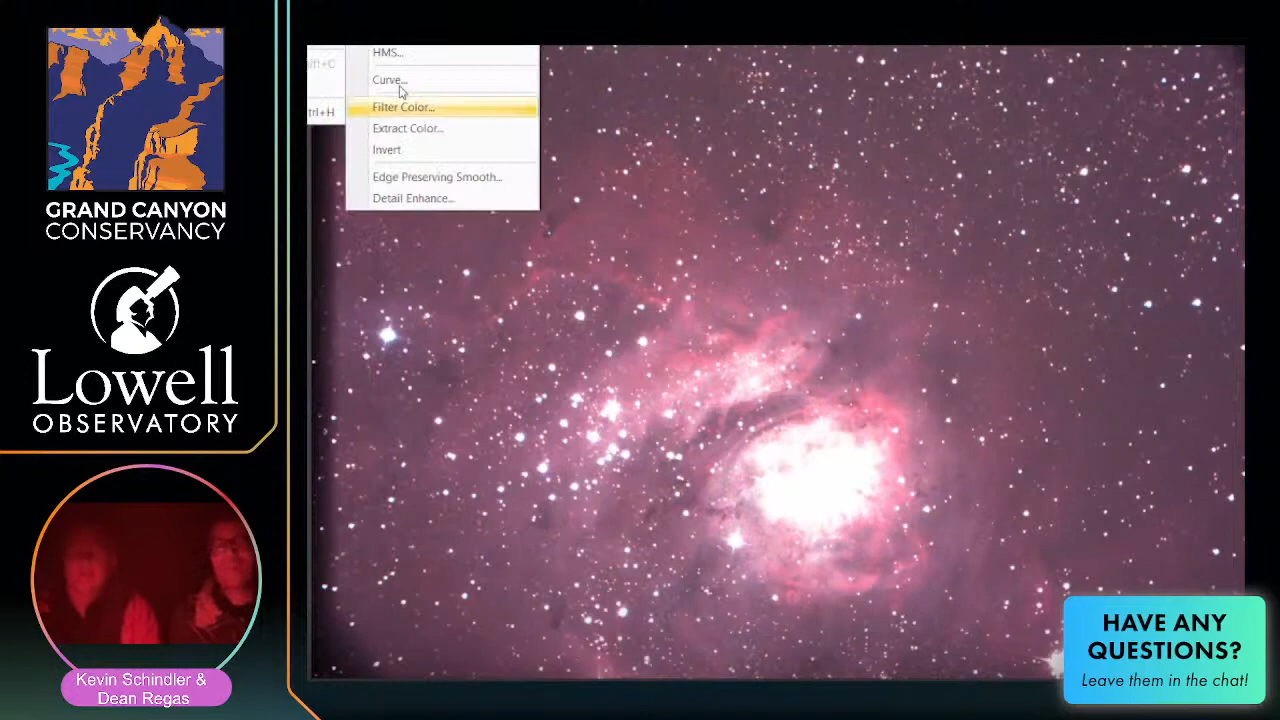 GRAND CANYON
CONSERVANCY
Lowell
OBSERVATORY
Kevin Schindler &
Dean Regas
HMS...
Curve...
Filter Color...
Extract Color...
Invert
Edge Preserving Smooth...
Detail Enhance...
trl+H
HAVE ANY
QUESTIONS?
Leave them in the chat!